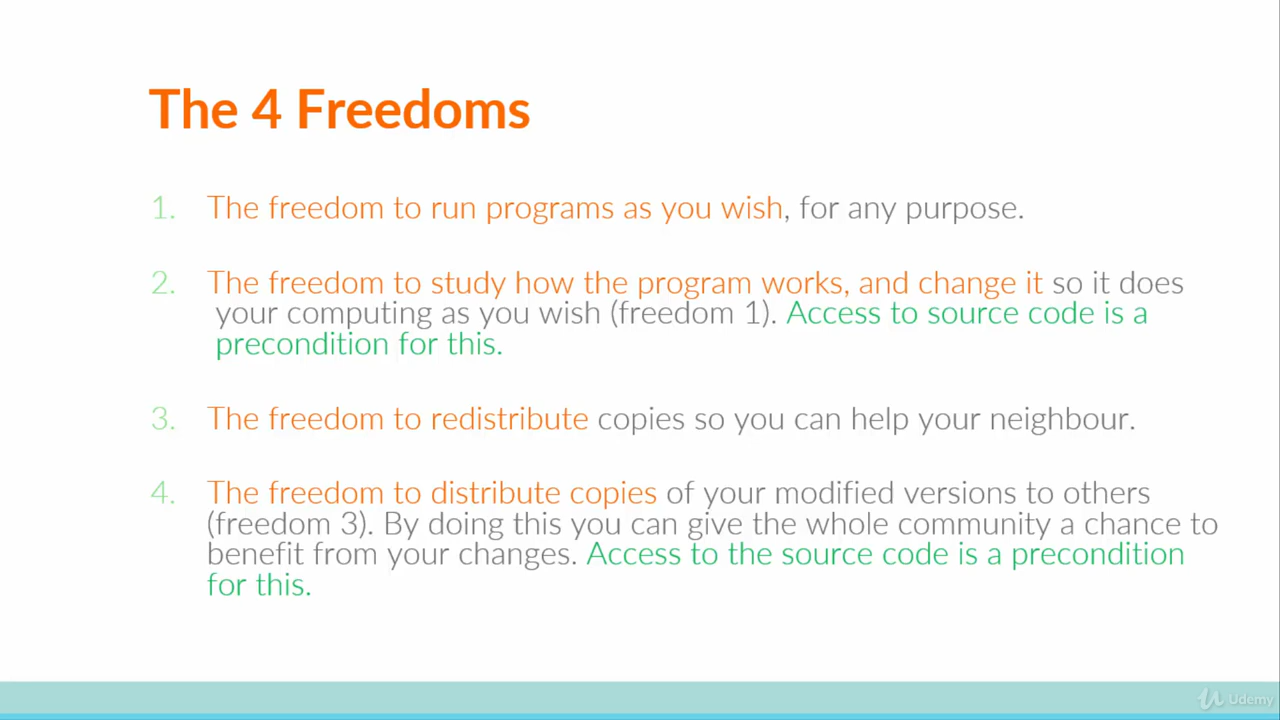 The 4 Freedoms
1. The freedom to run programs as you wish, for any purpose.
2. The freedom to study how the program works, and change it so it does
your computing as you wish (freedom 1). Access to source code is a
precondition for this.
3. The freedom to redistribute copies so you can help your neighbour.
4. The freedom to distribute copies of your modified versions to others
(freedom 3). By doing this you can give the whole community a chance to
benefit from your changes. Access to the source code is a precondition
for this.
Udemy